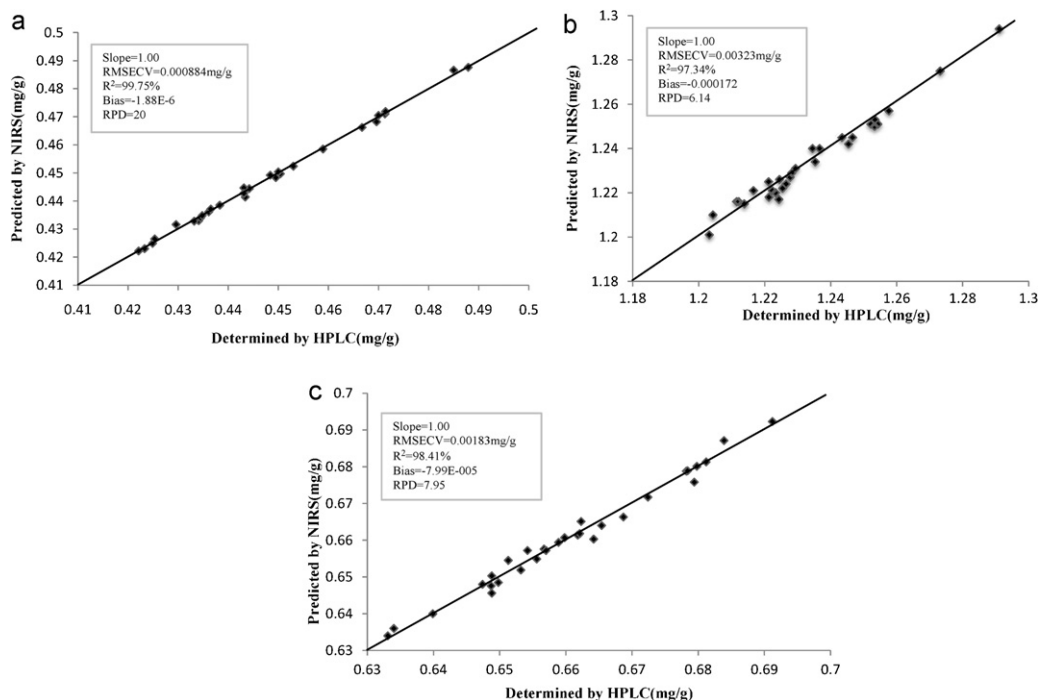 a
0.5
0.49
0.48
0.47
0.46
0.45
0.44
0.43
0.42
0.41
Predicted by NIRS(mg/g)
Slope=1.00
RMSECV=0.000884mg/g
R²=99.75%
Bias=-1.88E-6
RPD=20
0.41 0.42 0.43 0.44 0.45 0.46 0.47 0.48 0.49 0.5
Determined by HPLC(mg/g)
b
1.3
1.28
1.26
1.24
1.22
1.2
1.18
Predicted by NIRS(mg/g)
Slope=1.00
RMSECV=0.00323mg/g
R²=97.34%
Bias=-0.000172
RPD=6.14
1.18 1.2 1.22 1.24 1.26 1.28 1.3
Determined by HPLC(mg/g)
c
0.7
0.69
0.68
0.67
0.66
0.65
0.64
0.63
Predicted by NIRS(mg/g)
Slope=1.00
RMSECV=0.00183mg/g
R²=98.41%
Bias=-7.99E-005
RPD=7.95
0.63 0.64 0.65 0.66 0.67 0.68 0.69 0.7
Determined by HPLC(mg/g)